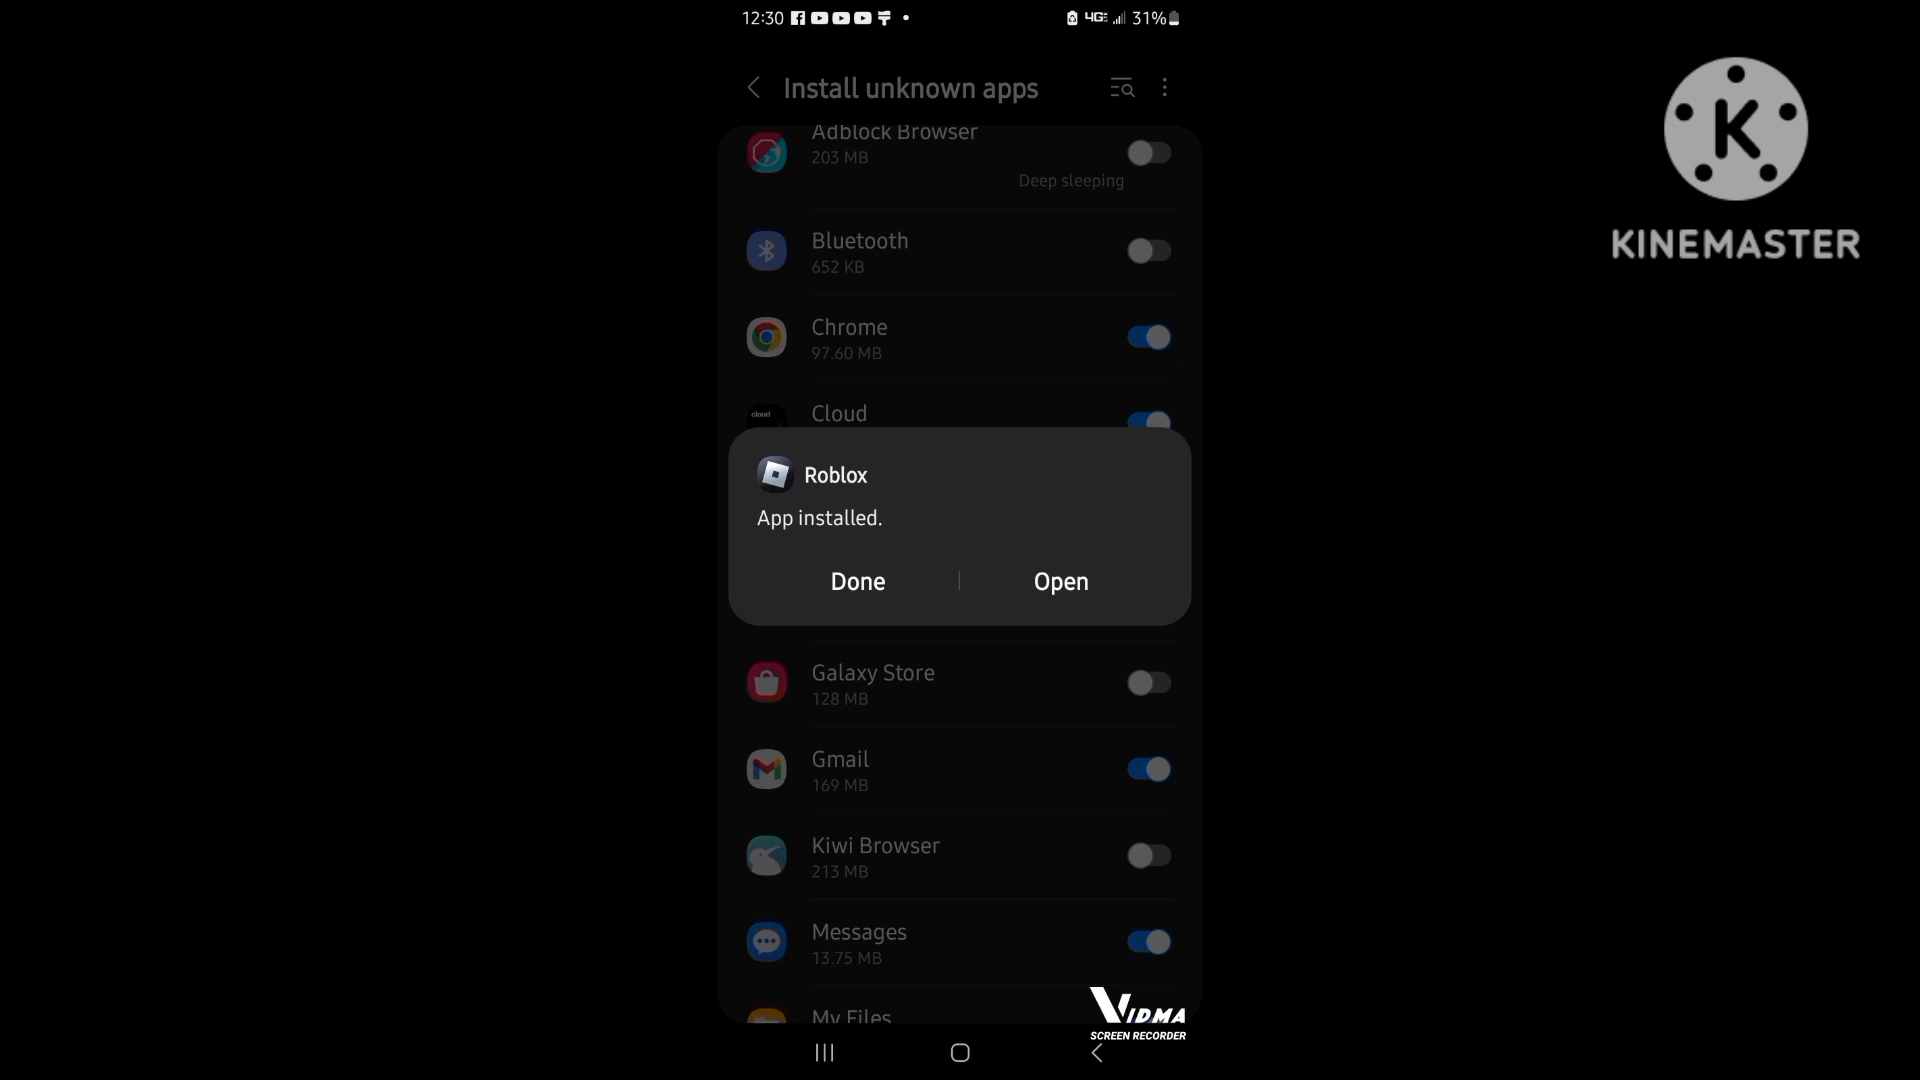 12:30
4G 31%
Install unknown apps
Adblock Browser
203 MB
Deep sleeping
Bluetooth
652 KB
Chrome
97.60 MB
cloud
Cloud
Roblox
App installed.
Done
Open
Galaxy Store
128 MB
Gmail
169 MB
Kiwi Browser
213 MB
Messages
13.75 MB
My Files
VIDMA
SCREEN RECORDER
K
KINEMASTER